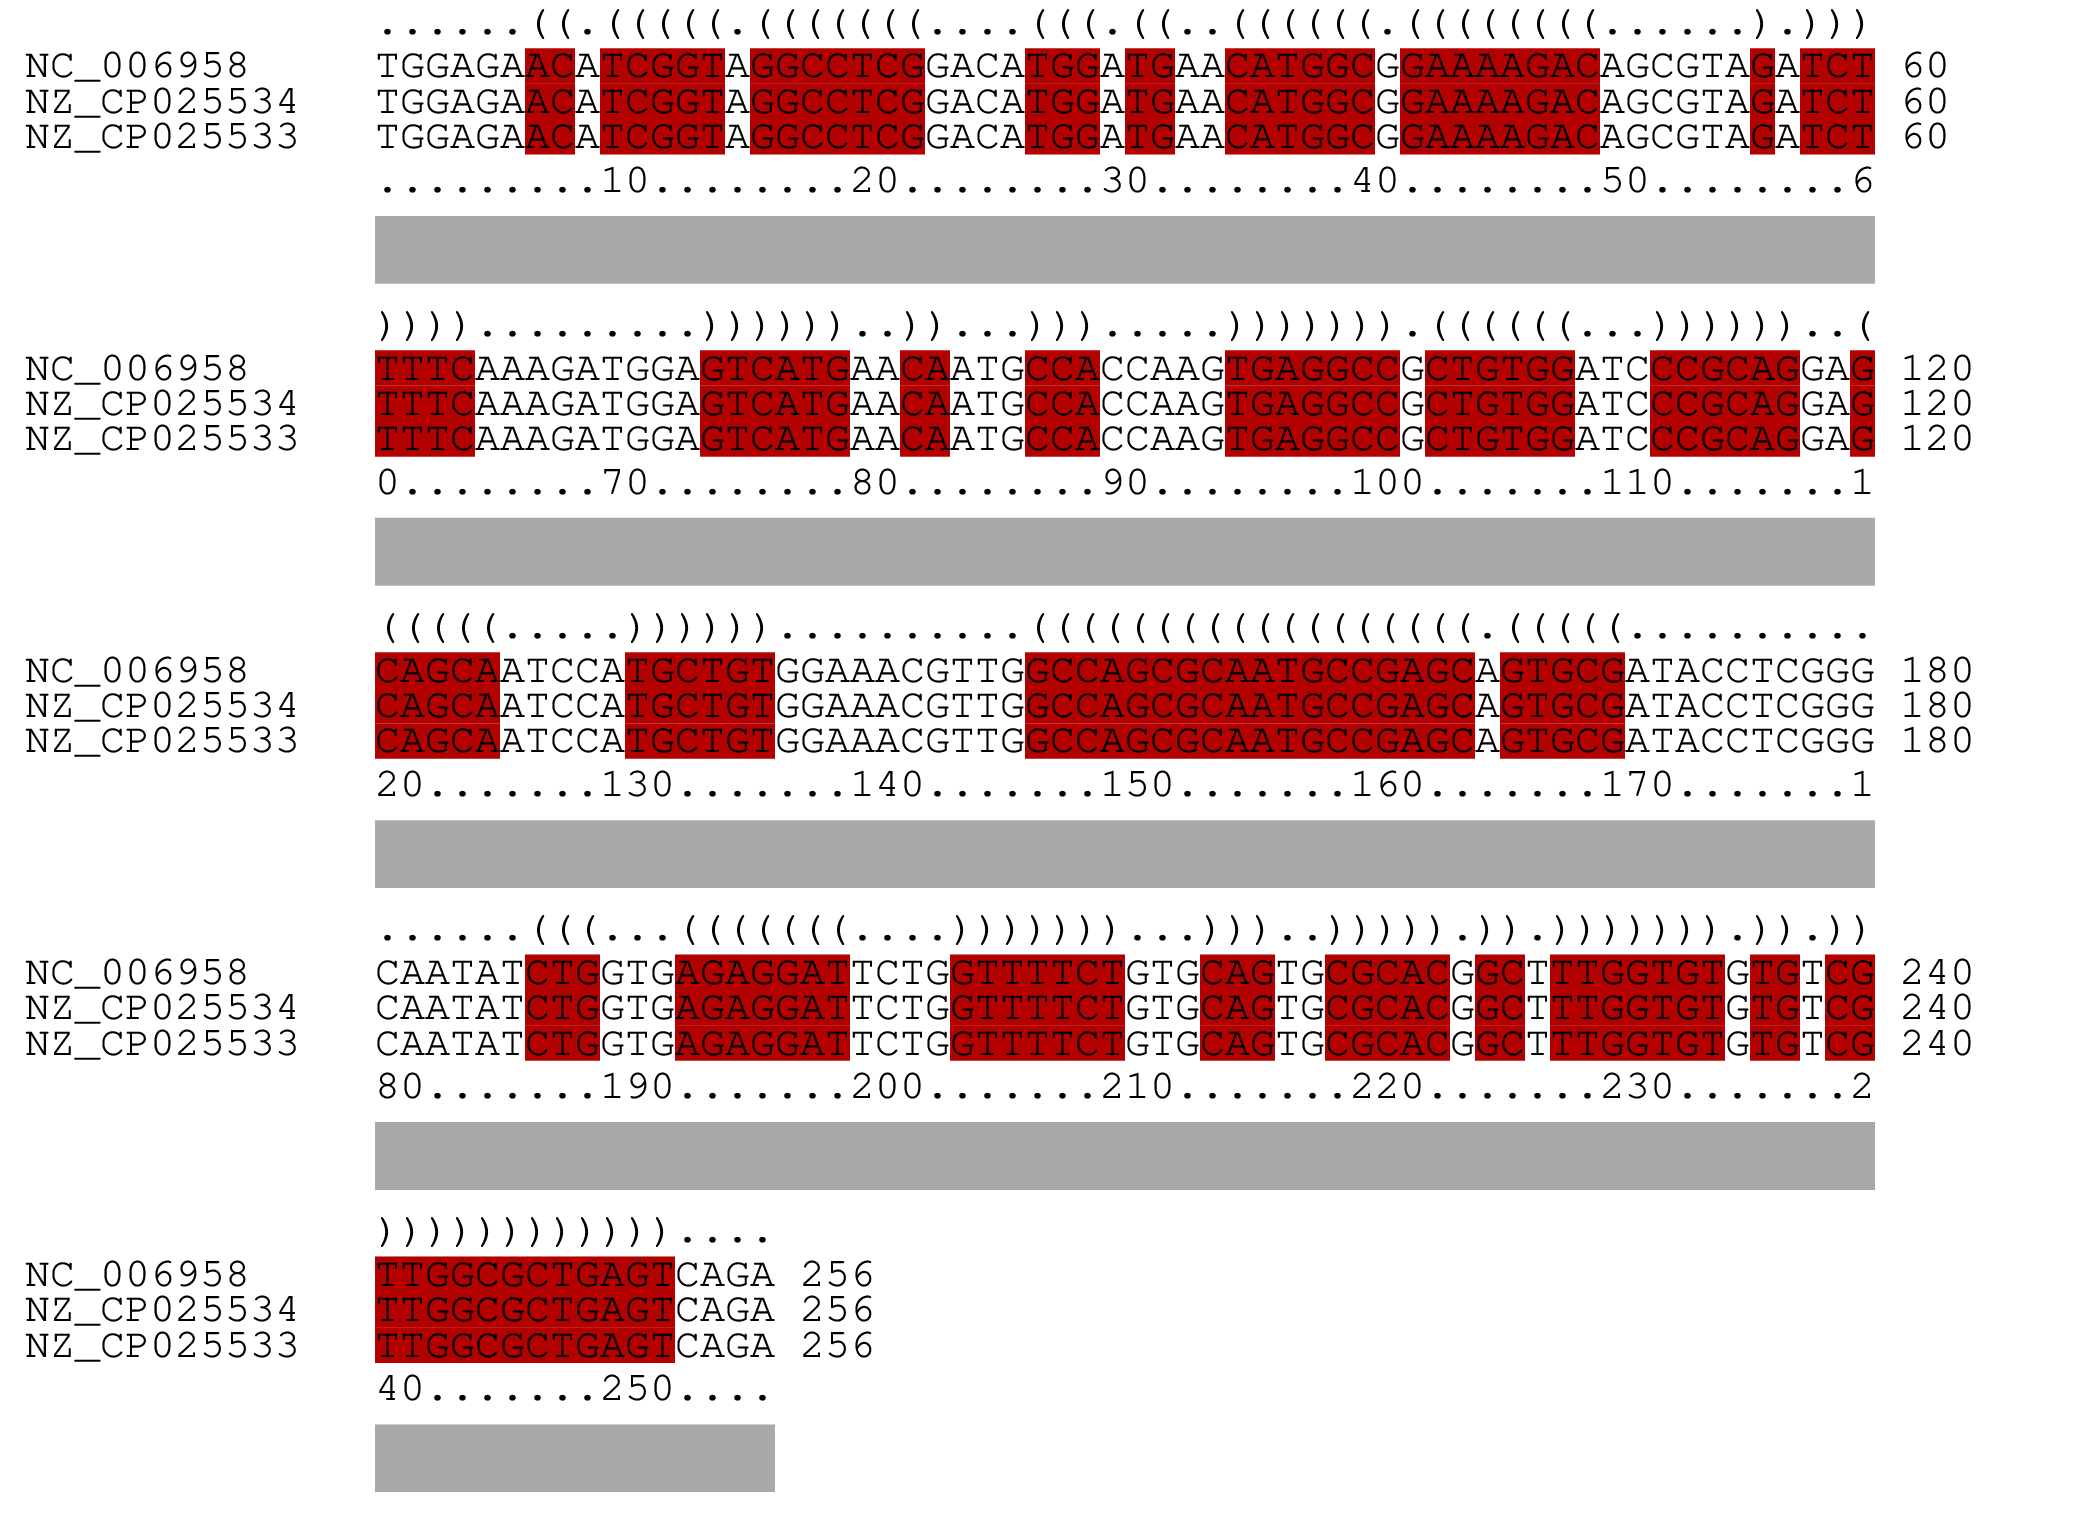 ......((.(((((.(((((((....(((.((..((((((.((((((((......).)))
NC_006958 TGGAGAACATCGGTAGGCCTCGGACATGGATGAACATGGCGGAAAAGACAGCGTAGATCT 60
NZ_CP025534 TGGAGAACATCGGTAGGCCTCGGACATGGATGAACATGGCGGAAAAGACAGCGTAGATCT 60
NZ_CP025533 TGGAGAACATCGGTAGGCCTCGGACATGGATGAACATGGCGGAAAAGACAGCGTAGATCT 60
.........10........20........30........40........50........6
)))).........))))))..))...))).....))))))).((((((...))))))..(
NC_006958 TTTCAAAGATGGAGTCATGAACAATGCCACCAAGTGAGGCCGCTGTGGATCCCGCAGGAG 120
NZ_CP025534 TTTCAAAGATGGAGTCATGAACAATGCCACCAAGTGAGGCCGCTGTGGATCCCGCAGGAG 120
NZ_CP025533 TTTCAAAGATGGAGTCATGAACAATGCCACCAAGTGAGGCCGCTGTGGATCCCGCAGGAG 120
0........70........80........90........100.......110.......1
(((((.....))))))..........((((((((((((((((((.(((((..........
NC_006958 CAGCAATCCATGCTGTGGAAACGTTGGCCAGCGCAATGCCGAGCAGTGCGATACCTCGGG 180
NZ_CP025534 CAGCAATCCATGCTGTGGAAACGTTGGCCAGCGCAATGCCGAGCAGTGCGATACCTCGGG 180
NZ_CP025533 CAGCAATCCATGCTGTGGAAACGTTGGCCAGCGCAATGCCGAGCAGTGCGATACCTCGGG 180
20.......130.......140.......150.......160.......170.......1
......(((...(((((((....)))))))...)))..))))).)).))))))).)).))
NC_006958 CAATATCTGGTGAGAGGATTCTGGTTTTCTGTGCAGTGCGCACGGCTTTGGTGTGTGTCG 240
NZ_CP025534 CAATATCTGGTGAGAGGATTCTGGTTTTCTGTGCAGTGCGCACGGCTTTGGTGTGTGTCG 240
NZ_CP025533 CAATATCTGGTGAGAGGATTCTGGTTTTCTGTGCAGTGCGCACGGCTTTGGTGTGTGTCG 240
80.......190.......200.......210.......220.......230.......2
))))))))))))....
NC_006958 TTGGCGCTGAGTCAGA 256
NZ_CP025534 TTGGCGCTGAGTCAGA 256
NZ_CP025533 TTGGCGCTGAGTCAGA 256
40.......250....